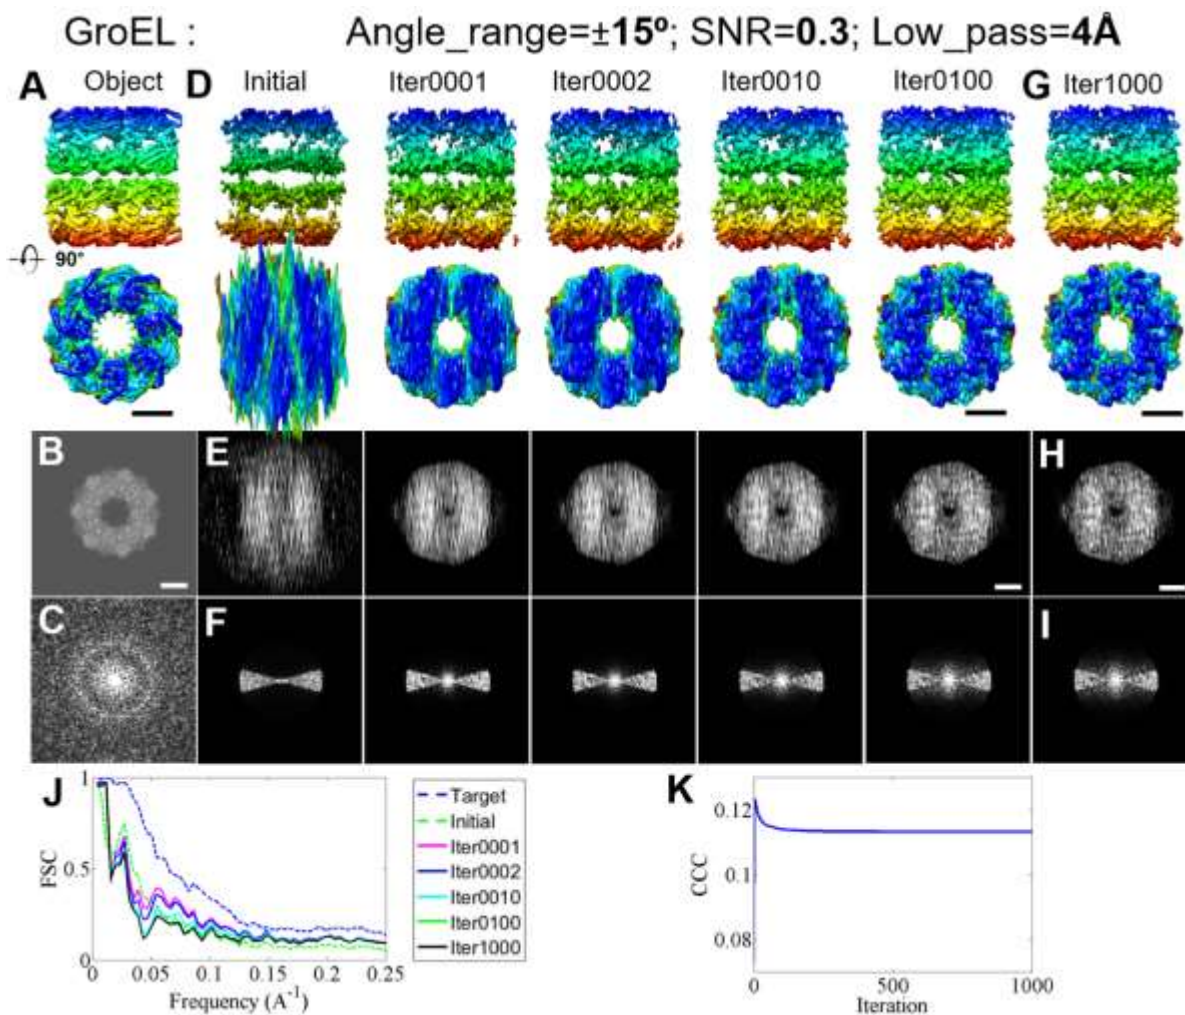 GroEL : Angle_range=±15º; SNR=0.3; Low_pass=4Å
A Object D Initial Iter0001 Iter0002 Iter0010 Iter0100 G Iter1000
90°
B E H
C F I
J
1
0.5
0
FSC
0 0.05 0.1 0.15 0.2 0.25
Frequency (A⁻¹)
Target
Initial
Iter0001
Iter0002
Iter0010
Iter0100
Iter1000
K
0.12
0.1
0.08
CCC
0 500 1000
Iteration